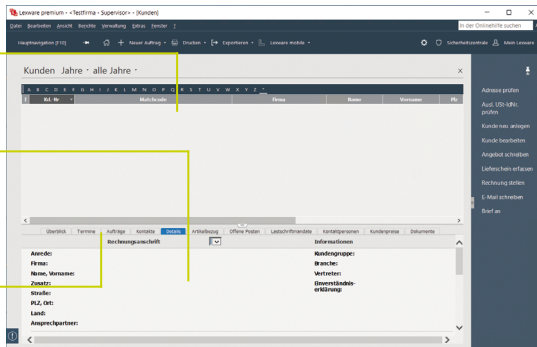 Lexware premium - «Testfirma - Supervisor» - [Kunden]
Datei Bearbeiten Ansicht Berichte Verwaltung Extras Fenster ?
In der Onlinehilfe suchen
Hauptnavigation (F10) Neuer Auftrag Drucken Exportieren Lexware mobile Sicherheitszentrale Mein Lexware
Kunden Jahre alle Jahre
A B C D E F G H I J K L M N O P Q R S T U V W X Y Z *
T Kd. Nr Matchcode Firma Name Vorname Plz
Überblick Termine Aufträge Kontakte Details Artikelbezug Offene Posten Lastschriftmandate Kontaktpersonen Kundenpreise Dokumente
Rechnungsanschrift Informationen
Anrede: Kundengruppe:
Firma: Branche:
Name, Vorname: Vertreter:
Zusatz: Einverständnis-
erklärung:
Straße:
PLZ, Ort:
Land:
Ansprechpartner:
Adresse prüfen
Ausl. USt-IdNr.
prüfen
Kunde neu anlegen
Kunde bearbeiten
Angebot schreiben
Lieferschein erfassen
Rechnung stellen
E-Mail schreiben
Brief an